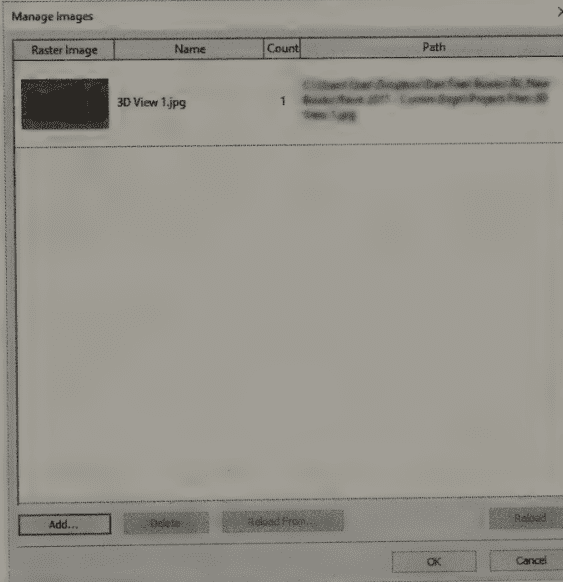 Manage Images
Raster Image Name Count Path
3D View 1.jpg 1
Add... Delete Reload From... Reload
OK Cancel